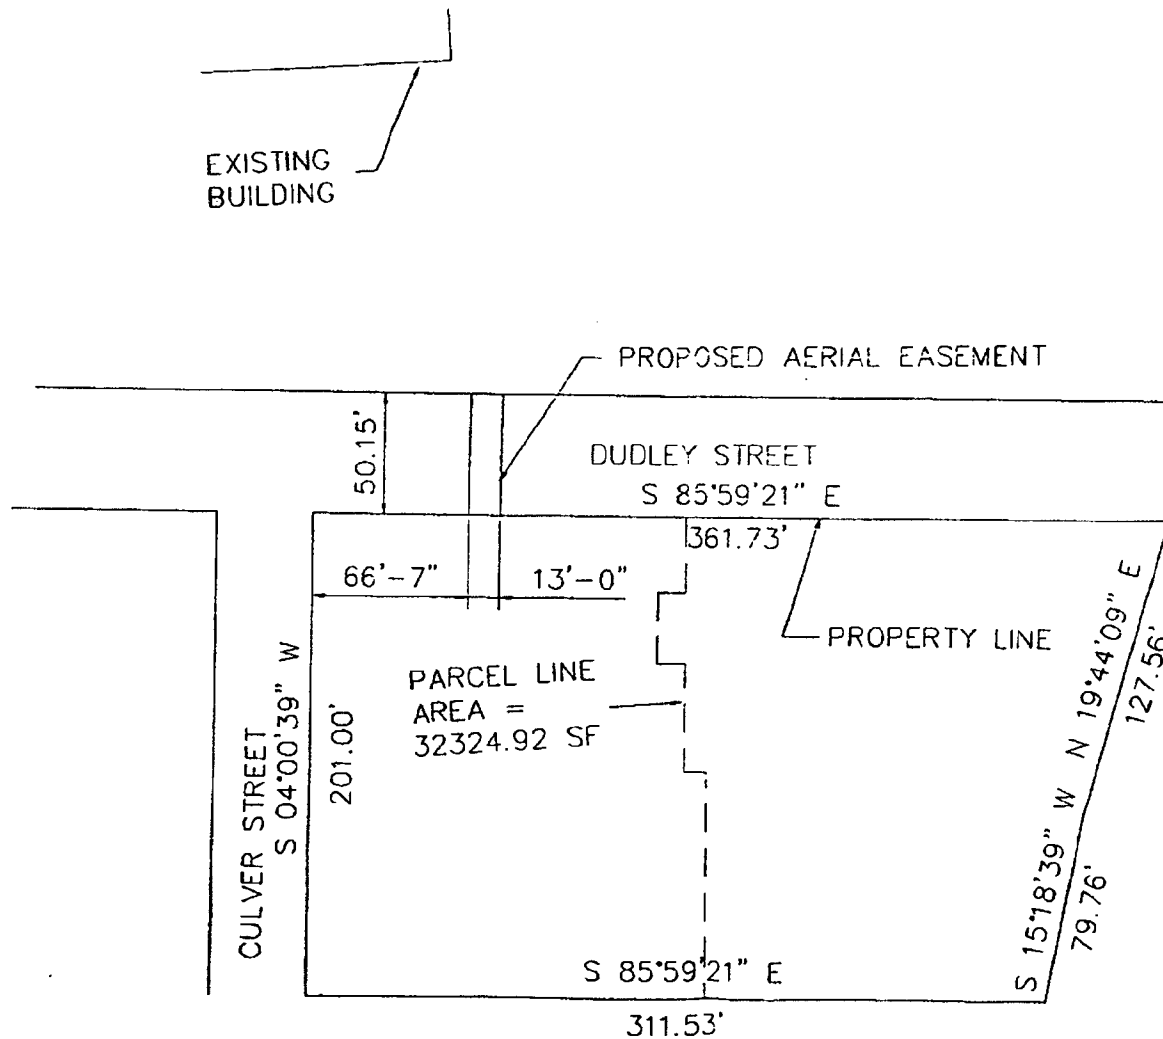 EXISTING
BUILDING
PROPOSED AERIAL EASEMENT
50.15'
DUDLEY STREET
S 85°59'21" E
361.73'
66'-7"
13'-0"
PROPERTY LINE
PARCEL LINE
AREA =
32324.92 SF
CULVER STREET
S 04°00'39" W
201.00'
S 15°18'39" W
N 19°44'09" E
127.56'
79.76'
S 85°59'21" E
311.53'